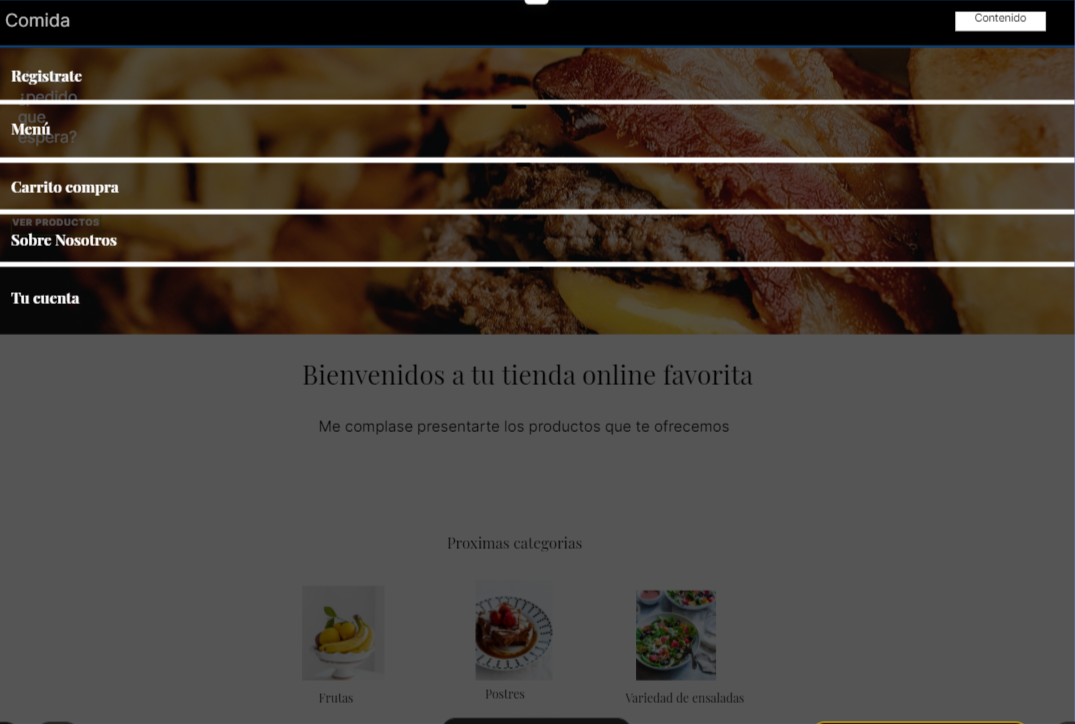 Comida
Contenido
Registrate
¿pedido
que
Menú
espera?
Carrito compra
VER PRODUCTOS
Sobre Nosotros
Tu cuenta
Bienvenidos a tu tienda online favorita
Me complase presentarte los productos que te ofrecemos
Proximas categorias
Frutas
Postres
Variedad de ensaladas